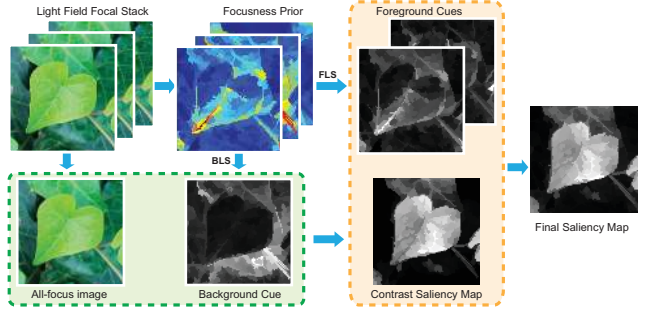 Light Field Focal Stack
Focusness Prior
Foreground Cues
FLS
BLS
Final Saliency Map
All-focus image
Background Cue
Contrast Saliency Map